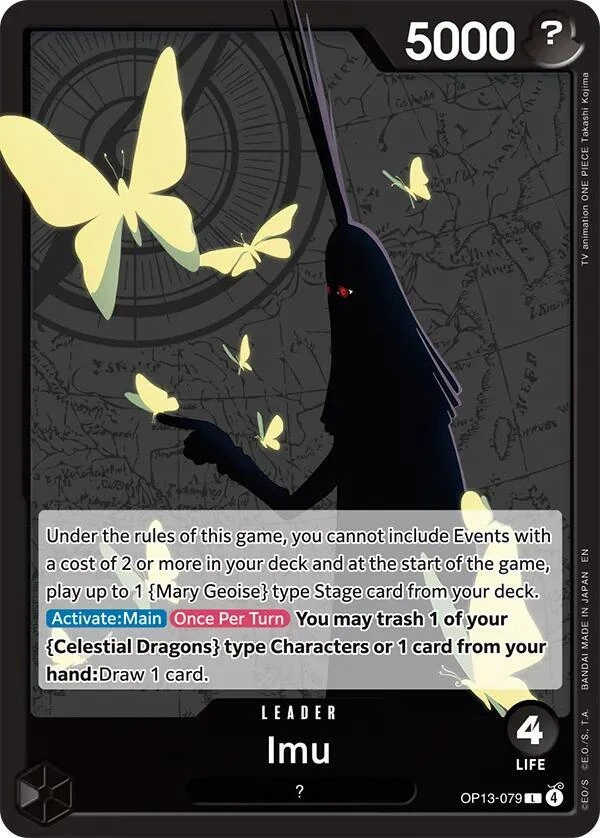 5000 ?
TV animation ONE PIECE Takashi Kojima
Under the rules of this game, you cannot include Events with
a cost of 2 or more in your deck and at the start of the game,
play up to 1 {Mary Geoise} type Stage card from your deck.
Activate:Main Once Per Turn You may trash 1 of your
{Celestial Dragons} type Characters or 1 card from your
hand:Draw 1 card.
LEADER
Imu
?
4
LIFE
OP13-079 L 4
©EO/S ©E.O./S., T.A. BANDAI MADE IN JAPAN EN